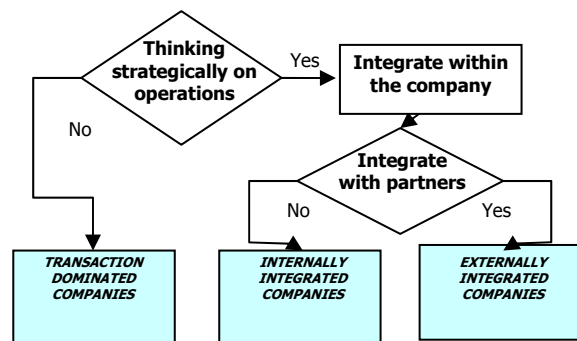 Thinking
strategically on
operations
Yes
Integrate within
the company
No
Integrate
with partners
No
Yes
TRANSACTION
DOMINATED
COMPANIES
INTERNALLY
INTEGRATED
COMPANIES
EXTERNALLY
INTEGRATED
COMPANIES